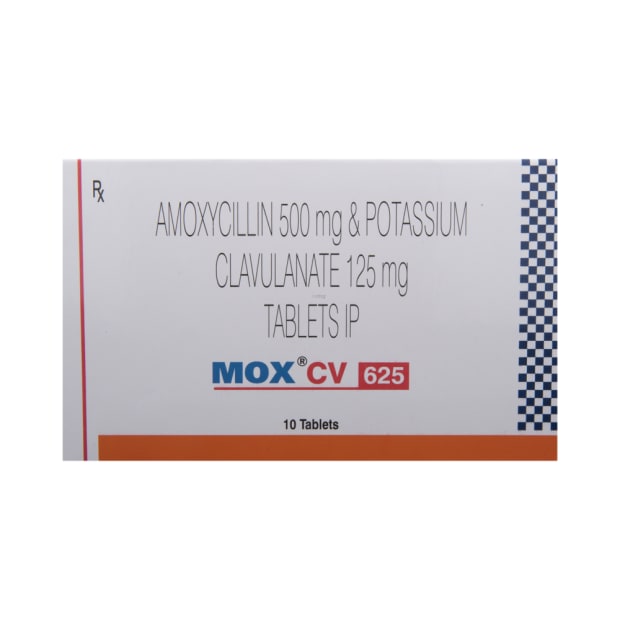 Rx
AMOXYCILLIN 500 mg & POTASSIUM
CLAVULANATE 125 mg
TABLETS IP
MOX® CV 625
10 Tablets